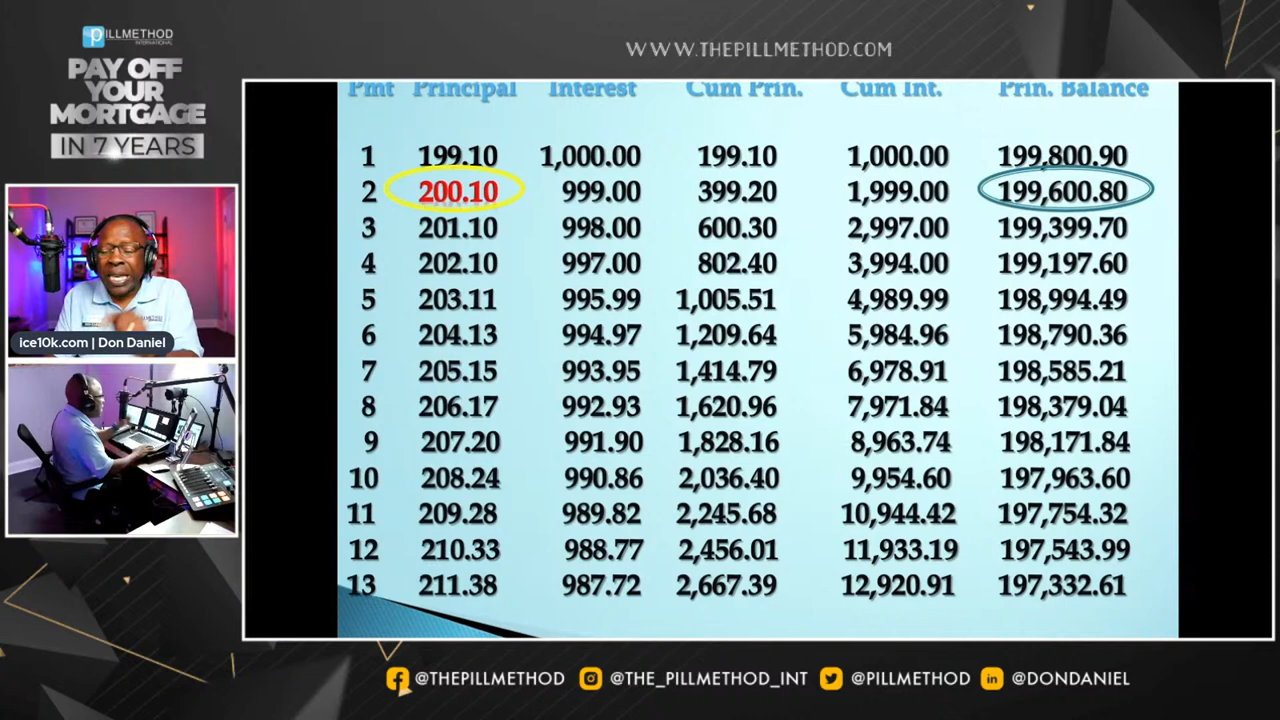 PILLMETHOD
INTERNATIONAL
PAY OFF
YOUR
MORTGAGE
IN 7 YEARS
WWW.THEPILLMETHOD.COM
Pmt Principal Interest Cum Prin. Cum Int. Prin. Balance
1 199.10 1,000.00 199.10 1,000.00 199,800.90
2 200.10 999.00 399.20 1,999.00 199,600.80
3 201.10 998.00 600.30 2,997.00 199,399.70
4 202.10 997.00 802.40 3,994.00 199,197.60
5 203.11 995.99 1,005.51 4,989.99 198,994.49
6 204.13 994.97 1,209.64 5,984.96 198,790.36
7 205.15 993.95 1,414.79 6,978.91 198,585.21
8 206.17 992.93 1,620.96 7,971.84 198,379.04
9 207.20 991.90 1,828.16 8,963.74 198,171.84
10 208.24 990.86 2,036.40 9,954.60 197,963.60
11 209.28 989.82 2,245.68 10,944.42 197,754.32
12 210.33 988.77 2,456.01 11,933.19 197,543.99
13 211.38 987.72 2,667.39 12,920.91 197,332.61
ice10k.com | Don Daniel
@THEPILLMETHOD @THE_PILLMETHOD_INT @PILLMETHOD @DONDANIEL